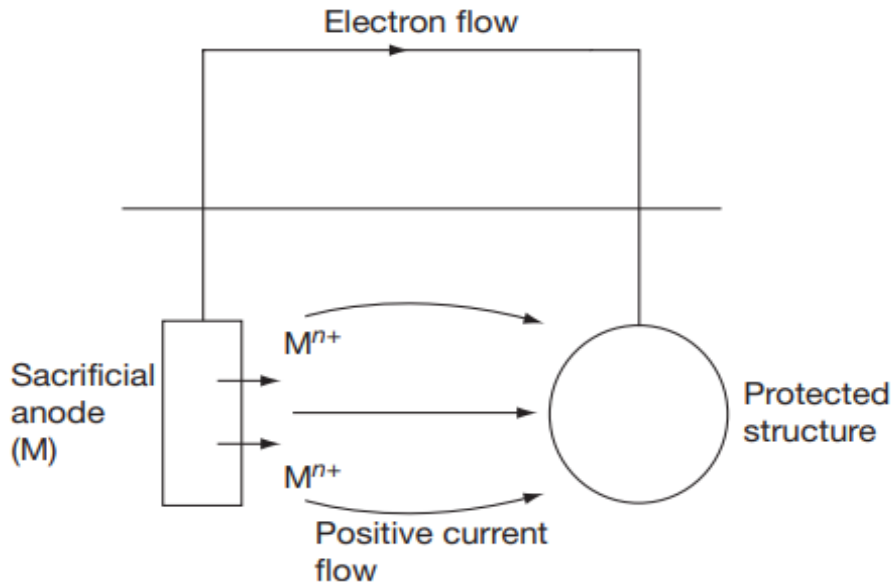 Electron flow
Sacrificial
anode
(M)
Mⁿ⁺
Mⁿ⁺
Positive current
flow
Protected
structure